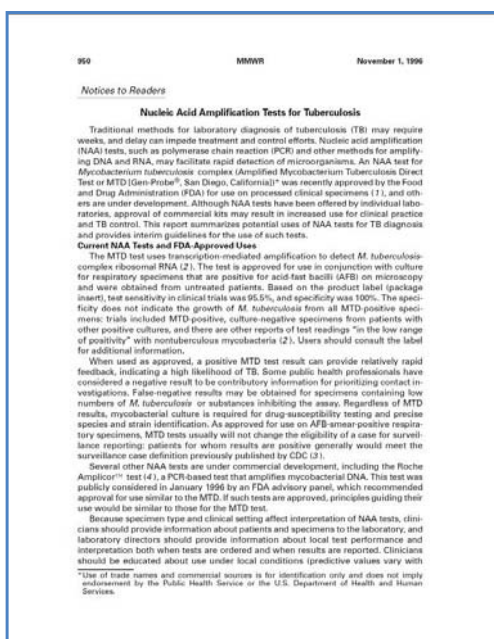 950 MMWR November 1, 1996
Notices to Readers
Nucleic Acid Amplification Tests for Tuberculosis
Traditional methods for laboratory diagnosis of tuberculosis (TB) may require
weeks, and delay can impede treatment and control efforts. Nucleic acid amplification
(NAA) tests, such as polymerase chain reaction (PCR) and other methods for amplify-
ing DNA and RNA, may facilitate rapid detection of microorganisms. An NAA test for
Mycobacterium tuberculosis complex (Amplified Mycobacterium Tuberculosis Direct
Test or MTD [Gen-Probe®, San Diego, California])* was recently approved by the Food
and Drug Administration (FDA) for use on processed clinical specimens (1), and oth-
ers are under development. Although NAA tests have been offered by individual labo-
ratories, approval of commercial kits may result in increased use for clinical practice
and TB control. This report summarizes potential uses of NAA tests for TB diagnosis
and provides interim guidelines for the use of such tests.
Current NAA Tests and FDA-Approved Uses
The MTD test uses transcription-mediated amplification to detect M. tuberculosis-
complex ribosomal RNA (2). The test is approved for use in conjunction with culture
for respiratory specimens that are positive for acid-fast bacilli (AFB) on microscopy
and were obtained from untreated patients. Based on the product label (package
insert), test sensitivity in clinical trials was 95.5%, and specificity was 100%. The speci-
ficity does not indicate the growth of M. tuberculosis from all MTD-positive speci-
mens: trials included MTD-positive, culture-negative specimens from patients with
other positive cultures, and there are other reports of test readings "in the low range
of positivity" with nontuberculous mycobacteria (2). Users should consult the label
for additional information.
When used as approved, a positive MTD test result can provide relatively rapid
feedback, indicating a high likelihood of TB. Some public health professionals have
considered a negative result to be contributory information for prioritizing contact in-
vestigations. False-negative results may be obtained for specimens containing low
numbers of M. tuberculosis or substances inhibiting the assay. Regardless of MTD
results, mycobacterial culture is required for drug-susceptibility testing and precise
species and strain identification. As approved for use on AFB-smear-positive respira-
tory specimens, MTD tests usually will not change the eligibility of a case for surveil-
lance reporting: patients for whom results are positive generally would meet the
surveillance case definition previously published by CDC (3).
Several other NAA tests are under commercial development, including the Roche
Amplicor™ test (4), a PCR-based test that amplifies mycobacterial DNA. This test was
publicly considered in January 1996 by an FDA advisory panel, which recommended
approval for use similar to the MTD. If such tests are approved, principles guiding their
use would be similar to those for the MTD test.
Because specimen type and clinical setting affect interpretation of NAA tests, clini-
cians should provide information about patients and specimens to the laboratory, and
laboratory directors should provide information about local test performance and
interpretation both when tests are ordered and when results are reported. Clinicians
should be educated about use under local conditions (predictive values vary with
*Use of trade names and commercial sources is for identification only and does not imply
endorsement by the Public Health Service or the U.S. Department of Health and Human
Services.